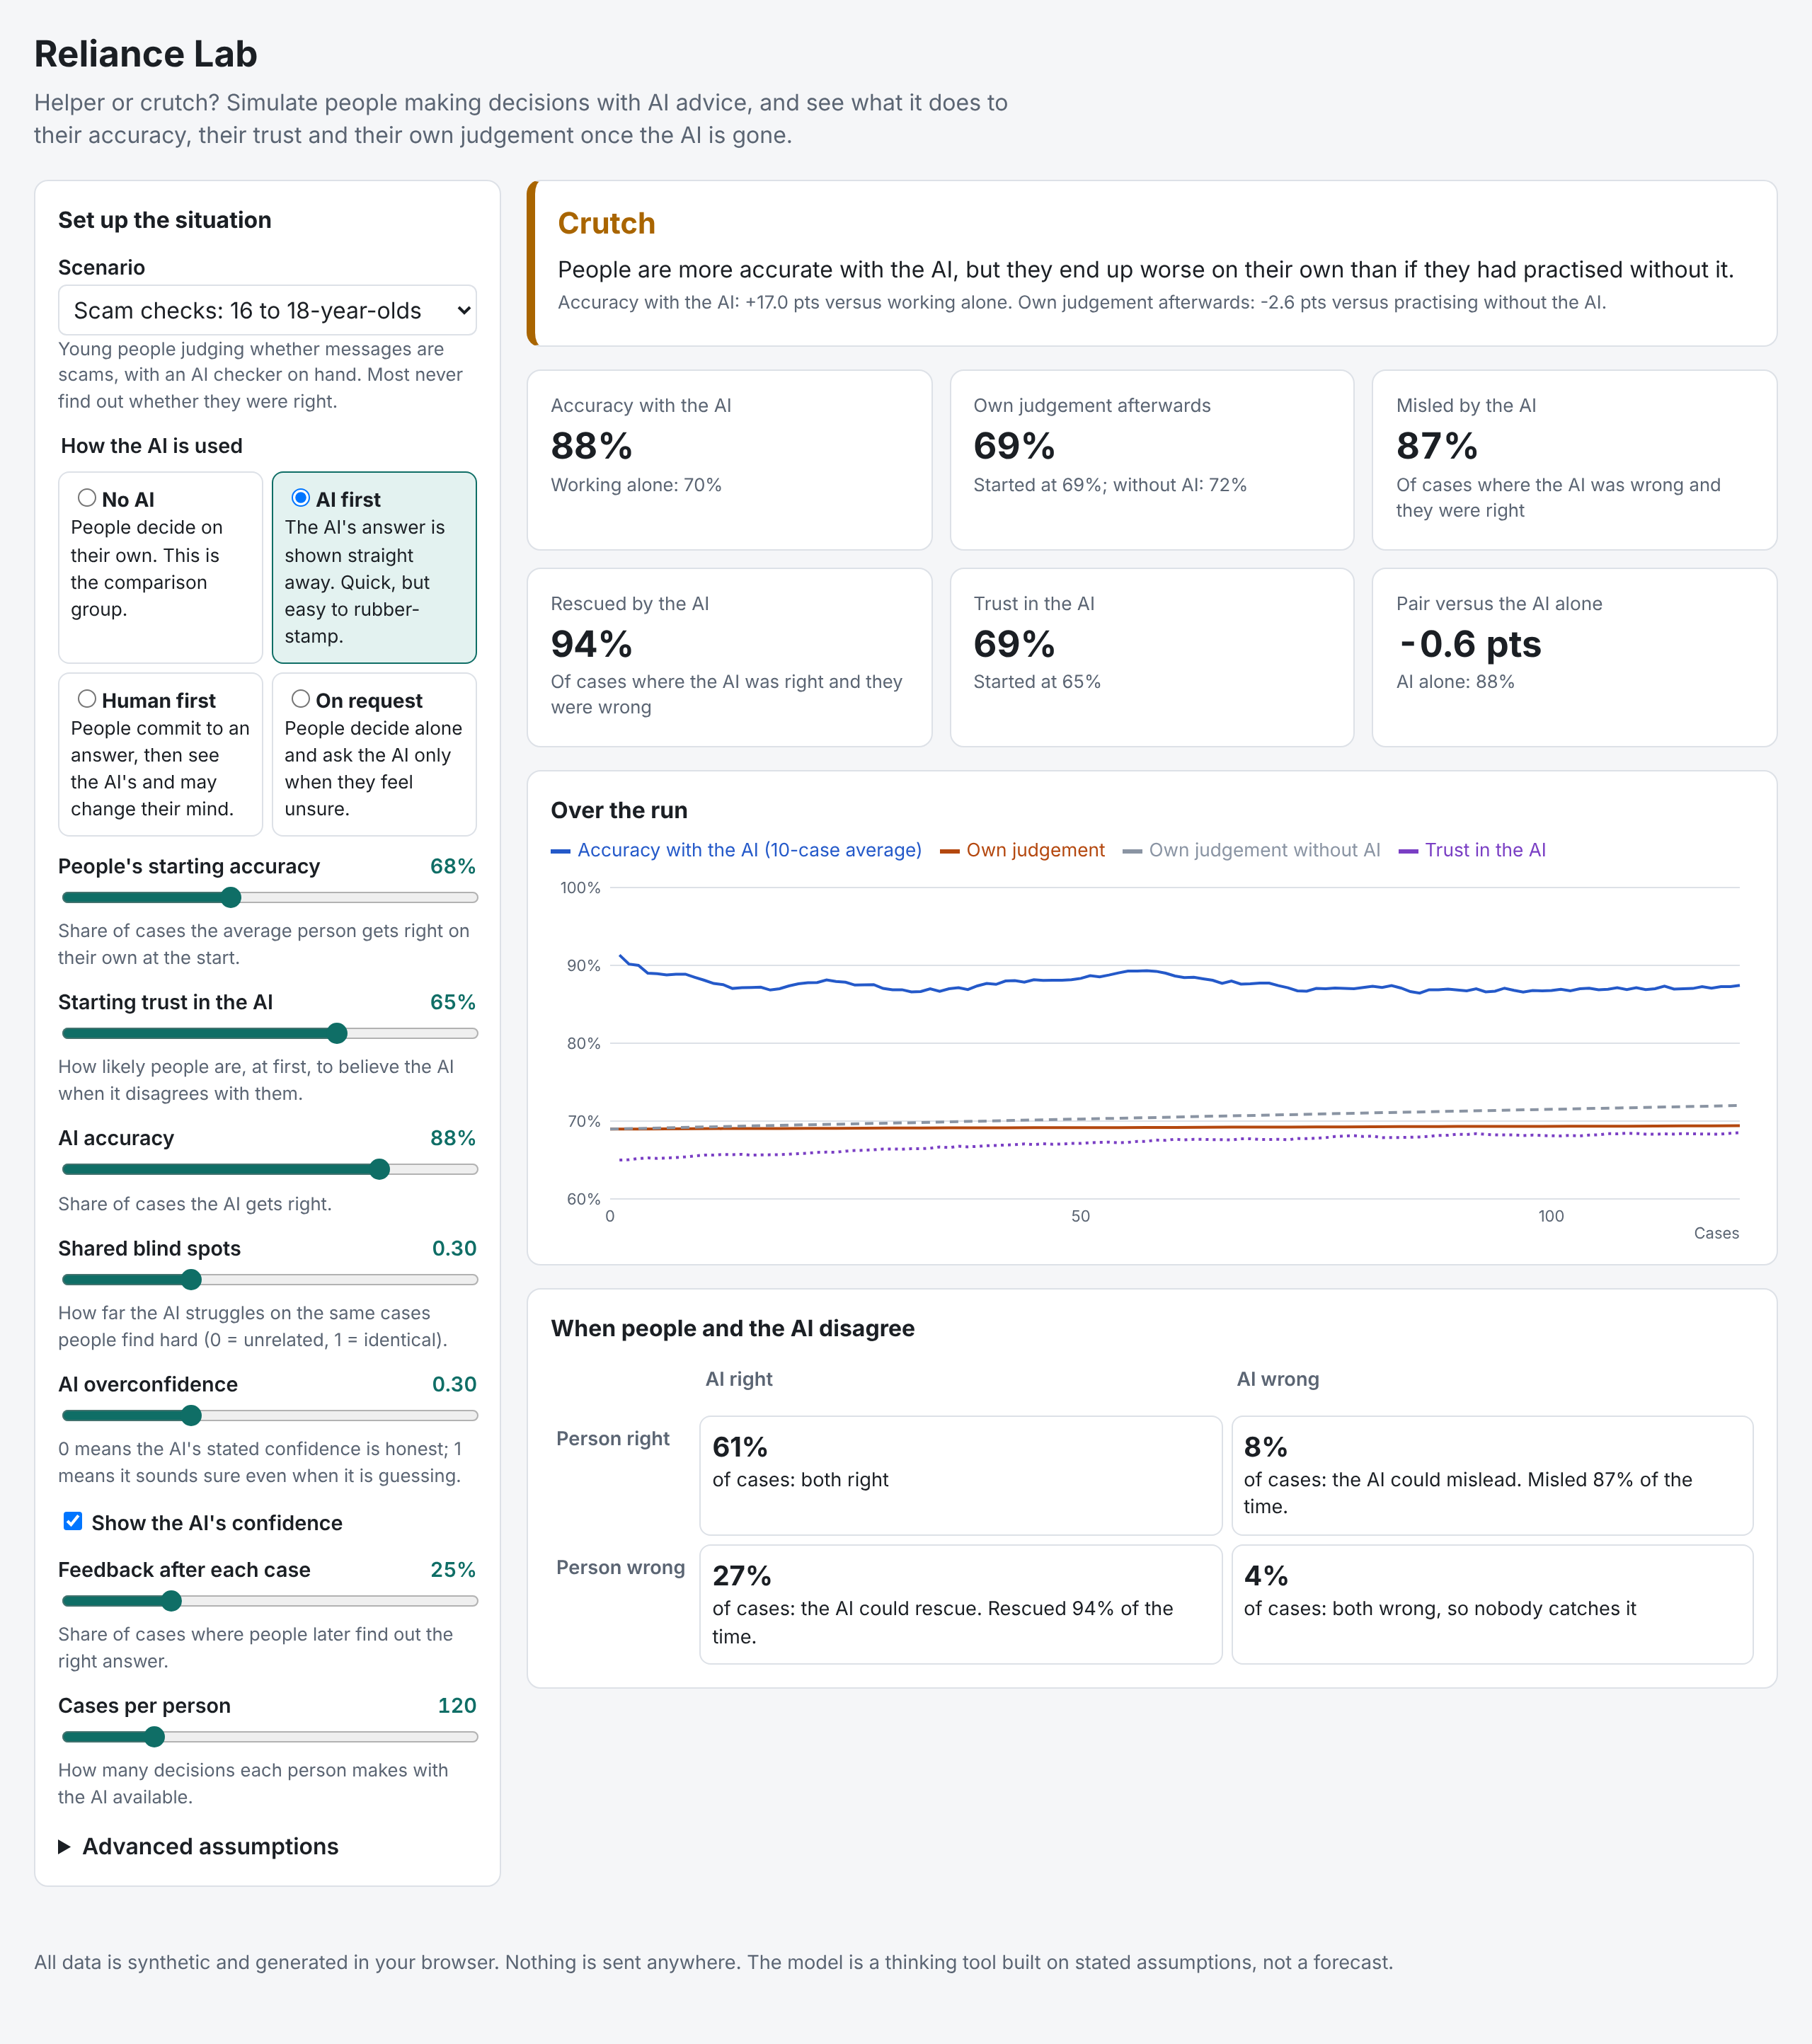 Reliance Lab
Helper or crutch? Simulate people making decisions with AI advice, and see what it does to
their accuracy, their trust and their own judgement once the AI is gone.
Set up the situation
Scenario
Scam checks: 16 to 18-year-olds
Young people judging whether messages are
scams, with an AI checker on hand. Most never
find out whether they were right.
How the AI is used
No AI
People decide on
their own. This is
the comparison
group.
AI first
The AI's answer is
shown straight
away. Quick, but
easy to rubber-
stamp.
Human first
People commit to an
answer, then see
the AI's and may
change their mind.
On request
People decide alone
and ask the AI only
when they feel
unsure.
People's starting accuracy 68%
Share of cases the average person gets right on
their own at the start.
Starting trust in the AI 65%
How likely people are, at first, to believe the AI
when it disagrees with them.
AI accuracy 88%
Share of cases the AI gets right.
Shared blind spots 0.30
How far the AI struggles on the same cases
people find hard (0 = unrelated, 1 = identical).
AI overconfidence 0.30
0 means the AI's stated confidence is honest; 1
means it sounds sure even when it is guessing.
Show the AI's confidence
Feedback after each case 25%
Share of cases where people later find out the
right answer.
Cases per person 120
How many decisions each person makes with
the AI available.
Advanced assumptions
Crutch
People are more accurate with the AI, but they end up worse on their own than if they had practised without it.
Accuracy with the AI: +17.0 pts versus working alone. Own judgement afterwards: -2.6 pts versus practising without the AI.
Accuracy with the AI
88%
Working alone: 70%
Own judgement afterwards
69%
Started at 69%; without AI: 72%
Misled by the AI
87%
Of cases where the AI was wrong and
they were right
Rescued by the AI
94%
Of cases where the AI was right and they
were wrong
Trust in the AI
69%
Started at 65%
Pair versus the AI alone
-0.6 pts
AI alone: 88%
Over the run
Accuracy with the AI (10-case average) Own judgement Own judgement without AI Trust in the AI
100%
90%
80%
70%
60%
0 50 100
Cases
When people and the AI disagree
AI right AI wrong
Person right
61%
of cases: both right
8%
of cases: the AI could mislead. Misled 87% of the
time.
Person wrong
27%
of cases: the AI could rescue. Rescued 94% of the
time.
4%
of cases: both wrong, so nobody catches it
All data is synthetic and generated in your browser. Nothing is sent anywhere. The model is a thinking tool built on stated assumptions, not a forecast.